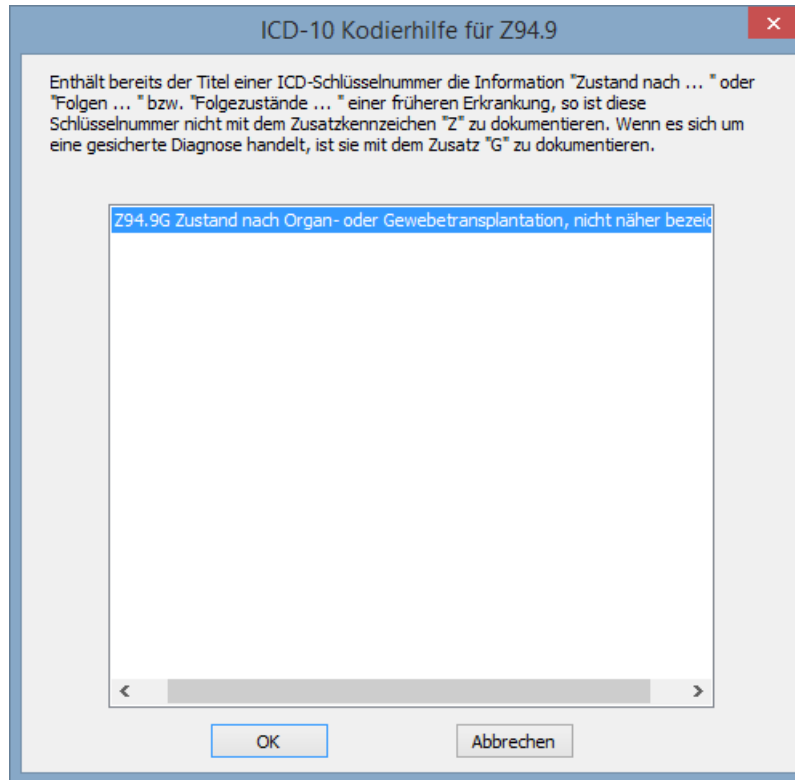 ICD-10 Kodierhilfe für Z94.9
Enthält bereits der Titel einer ICD-Schlüsselnummer die Information "Zustand nach ... " oder
"Folgen ... " bzw. "Folgezustände ... " einer früheren Erkrankung, so ist diese
Schlüsselnummer nicht mit dem Zusatzkennzeichen "Z" zu dokumentieren. Wenn es sich um
eine gesicherte Diagnose handelt, ist sie mit dem Zusatz "G" zu dokumentieren.
Z94.9G Zustand nach Organ- oder Gewebetransplantation, nicht näher bezeic
OK
Abbrechen